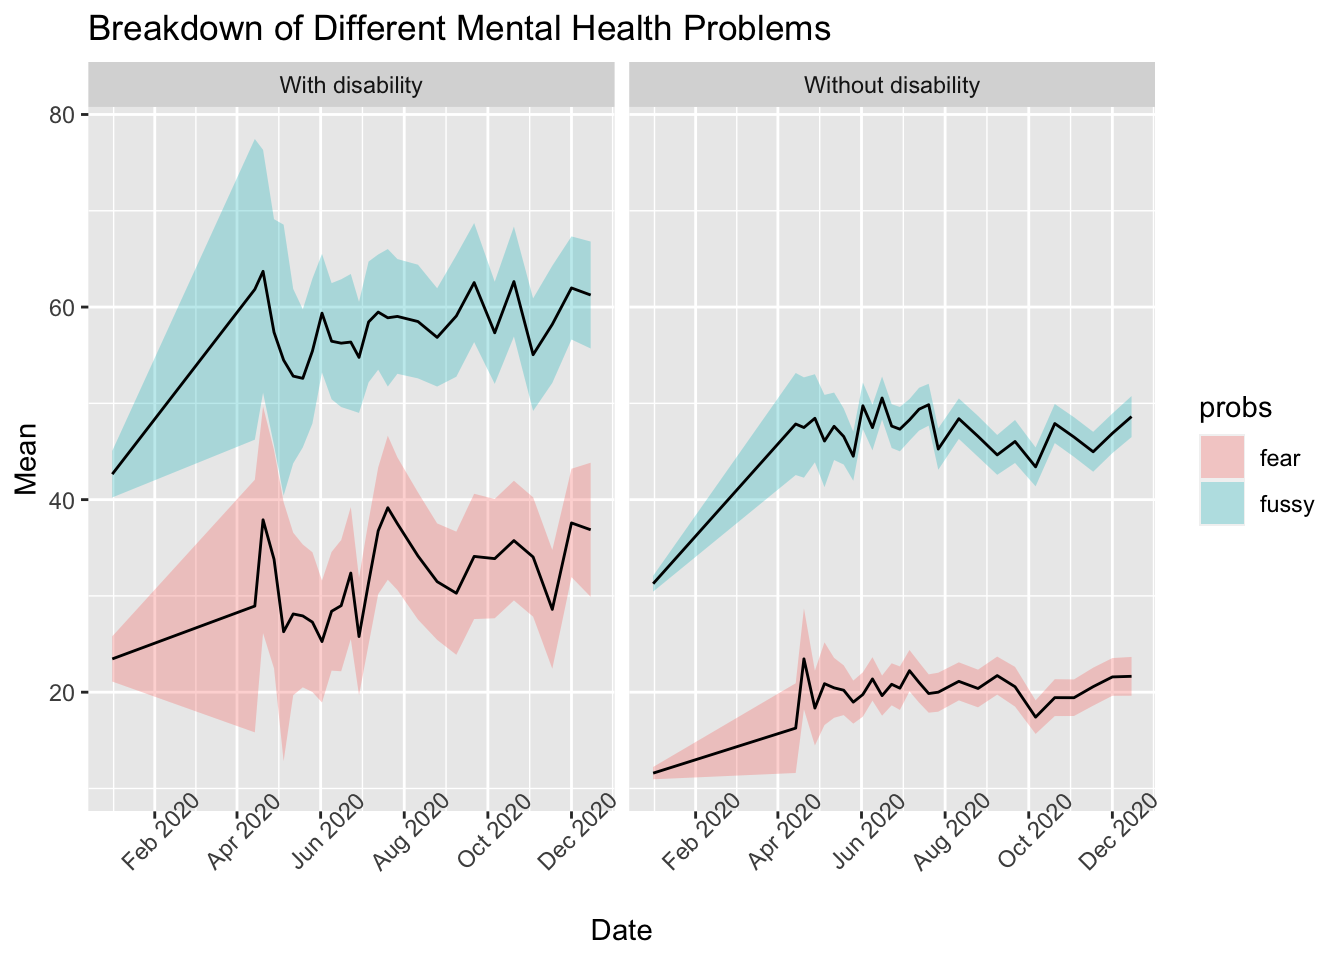 Breakdown of Different Mental Health Problems
With disability
Without disability
80
60
40
20
Mean
Feb 2020
Apr 2020
Jun 2020
Aug 2020
Oct 2020
Dec 2020
Feb 2020
Apr 2020
Jun 2020
Aug 2020
Oct 2020
Dec 2020
Date
probs
fear
fussy